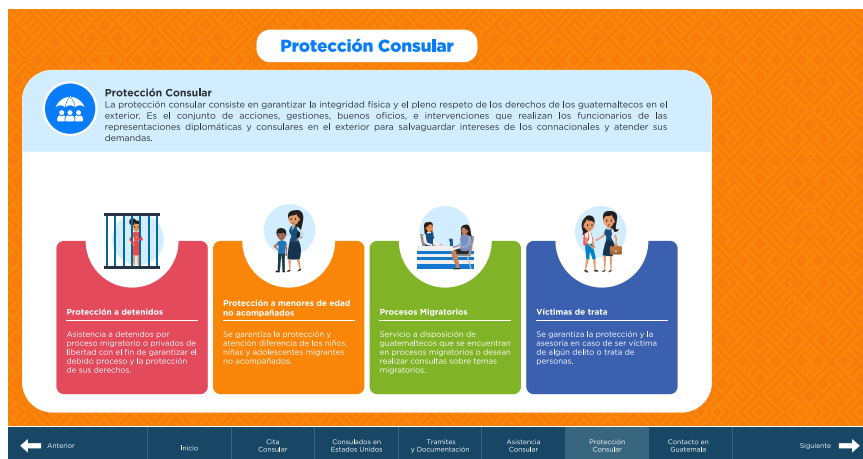 Protección Consular
Protección Consular
La protección consular consiste en garantizar la integridad física y el pleno respeto de los derechos de los guatemaltecos en el
exterior. Es el conjunto de acciones, gestiones, buenos oficios, e intervenciones que realizan los funcionarios de las
representaciones diplomáticas y consulares en el exterior para salvaguardar intereses de los connacionales y atender sus
demandas.
Protección a detenidos
Asistencia a detenidos por
proceso migratorio o privados de
libertad con el fin de garantizar el
debido proceso y la protección
de sus derechos.
Protección a menores de edad
no acompañados
Se garantiza la protección y
atención diferencia de los niños,
niñas y adolescentes migrantes
no acompañados.
Procesos Migratorios
Servicio a disposición de
guatemaltecos que se encuentran
en procesos migratorios o desean
realizar consultas sobre temas
migratorios.
Víctimas de trata
Se garantiza la protección y la
asesoría en caso de ser víctima
de algún delito o trata de
personas.
Anterior
Inicio
Cita
Consular
Consulados en
Estados Unidos
Tramites
y Documentación
Asistencia
Consular
Protección
Consular
Contacto en
Guatemala
Siguiente